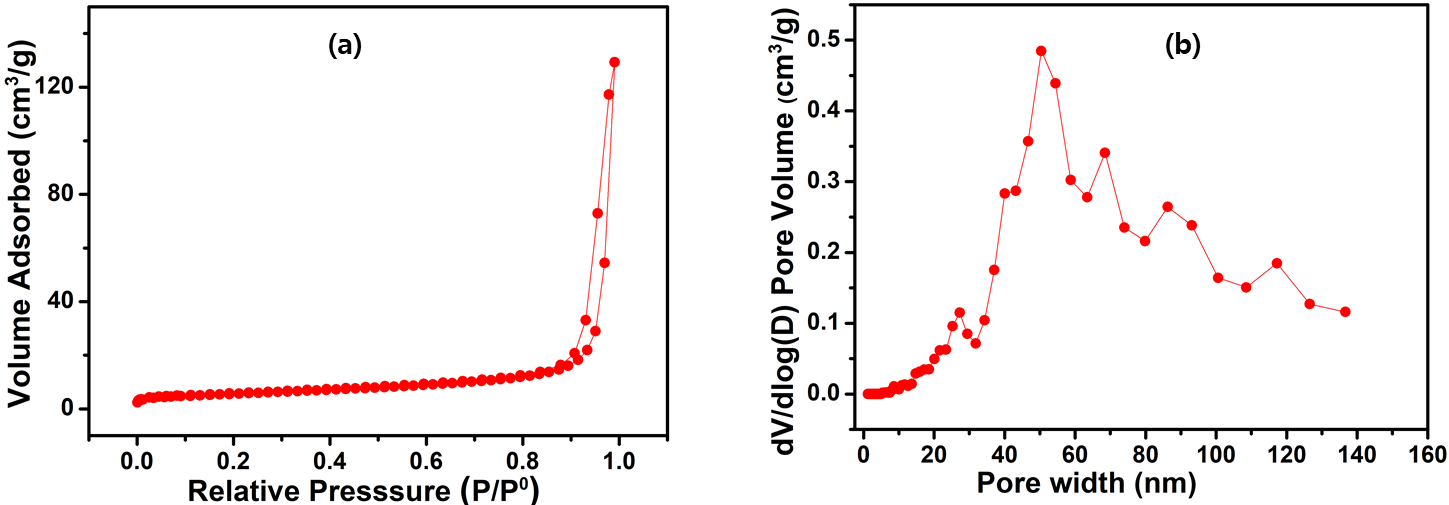 (a)
Volume Adsorbed (cm³/g)
120
80
40
0
0.0 0.2 0.4 0.6 0.8 1.0
Relative Presssure (P/P⁰)
(b)
dV/dlog(D) Pore Volume (cm³/g)
0.5
0.4
0.3
0.2
0.1
0.0
0 20 40 60 80 100 120 140 160
Pore width (nm)